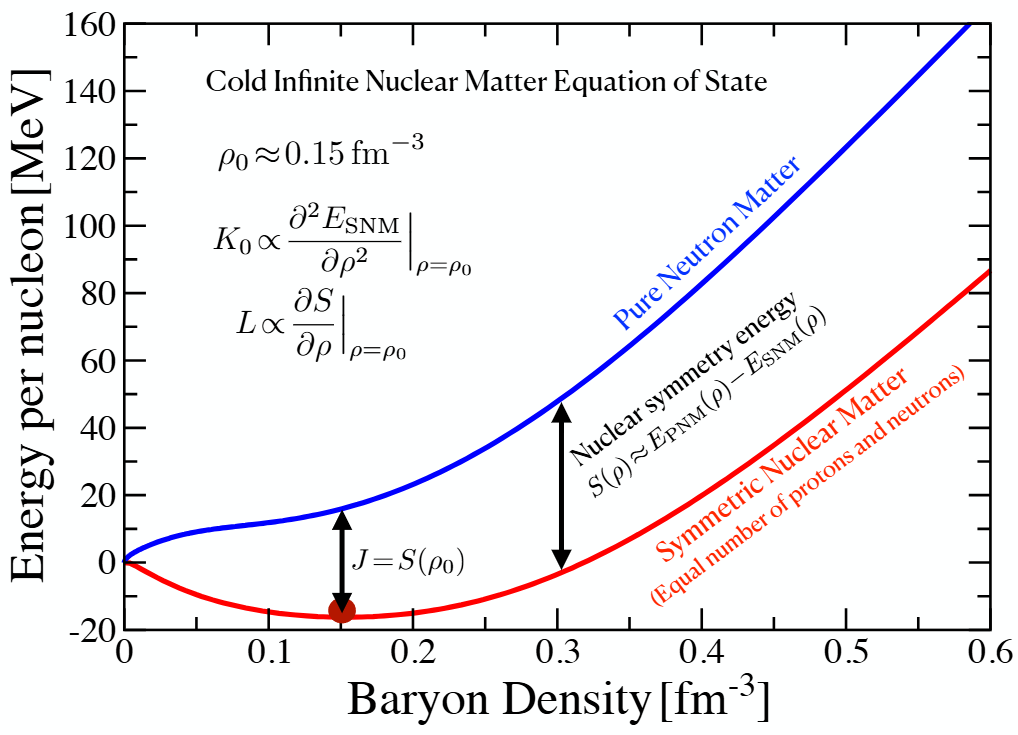 160
140
120
100
80
60
40
20
0
-20
Energy per nucleon [MeV]
Cold Infinite Nuclear Matter Equation of State
ρ₀ ≈ 0.15 fm⁻³
K₀ ∝ ∂²E_SNM/∂ρ² |ρ=ρ₀
L ∝ ∂S/∂ρ |ρ=ρ₀
Pure Neutron Matter
Nuclear symmetry energy
S(ρ) ≈ E_PNM(ρ) − E_SNM(ρ)
Symmetric Nuclear Matter
(Equal number of protons and neutrons)
J = S(ρ₀)
0 0.1 0.2 0.3 0.4 0.5 0.6
Baryon Density [fm⁻³]